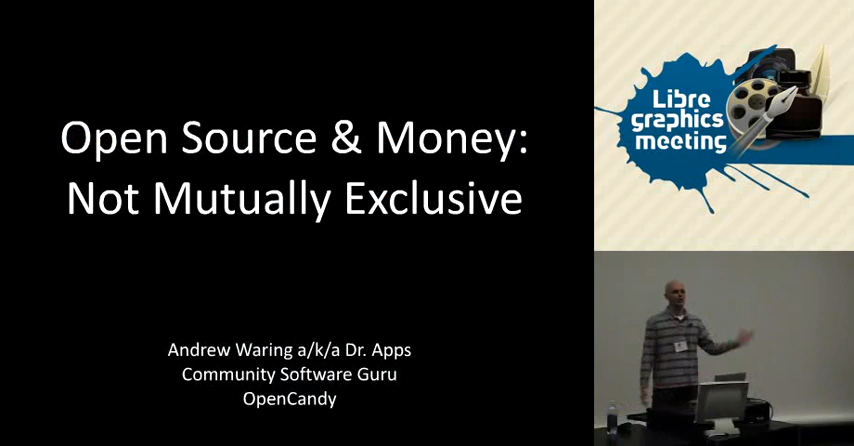 Open Source & Money:
Not Mutually Exclusive
Andrew Waring a/k/a Dr. Apps
Community Software Guru
OpenCandy
Libre
graphics
meeting